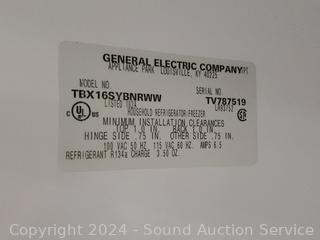 GENERAL ELECTRIC COMPANY
APPLIANCE PARK LOUISVILLE, KY 40225
MODEL NO. SERIAL NO.
TBX16SYBNRWW TV787519
LISTED
HOUSEHOLD REFRIGERATOR/FREEZER
MINIMUM INSTALLATION CLEARANCES
TOP 1.0 IN. BACK 1.0 IN.
HINGE SIDE .75 IN. OTHER SIDE .75 IN.
100 VAC 50 HZ. 115 VAC 60 HZ. AMPS 6.5
REFRIGERANT R134a CHARGE 3.50 OZ.
Copyright 2024 - Sound Auction Service